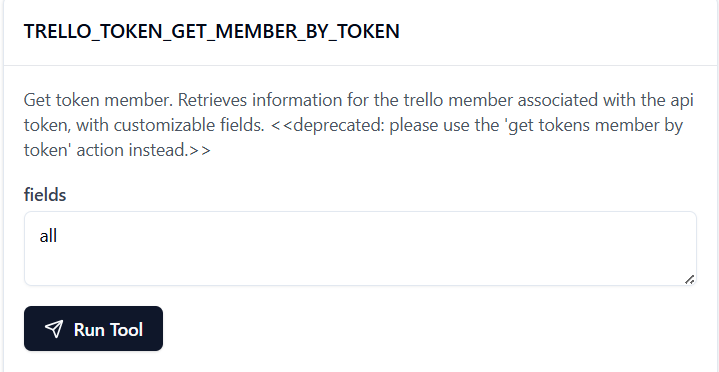 TRELLO_TOKEN_GET_MEMBER_BY_TOKEN
Get token member. Retrieves information for the trello member associated with the api
token, with customizable fields. <<deprecated: please use the 'get tokens member by
token' action instead.>>
fields
all
Run Tool